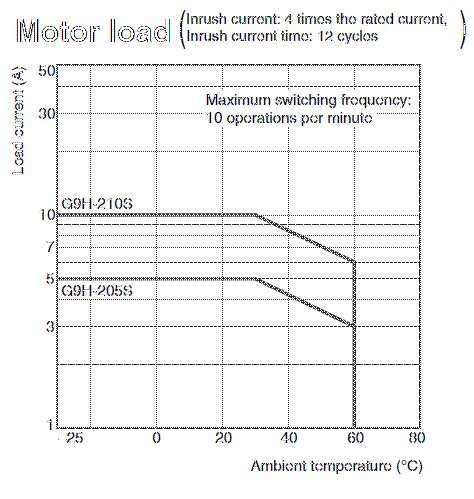 Motor load (Inrush current: 4 times the rated current,
Inrush current time: 12 cycles)
Load current (A)
50
Maximum switching frequency:
10 operations per minute
30
G9H-210S
10
7
5
G9H-205S
3
1
25 0 20 40 60 80
Ambient temperature (°C)